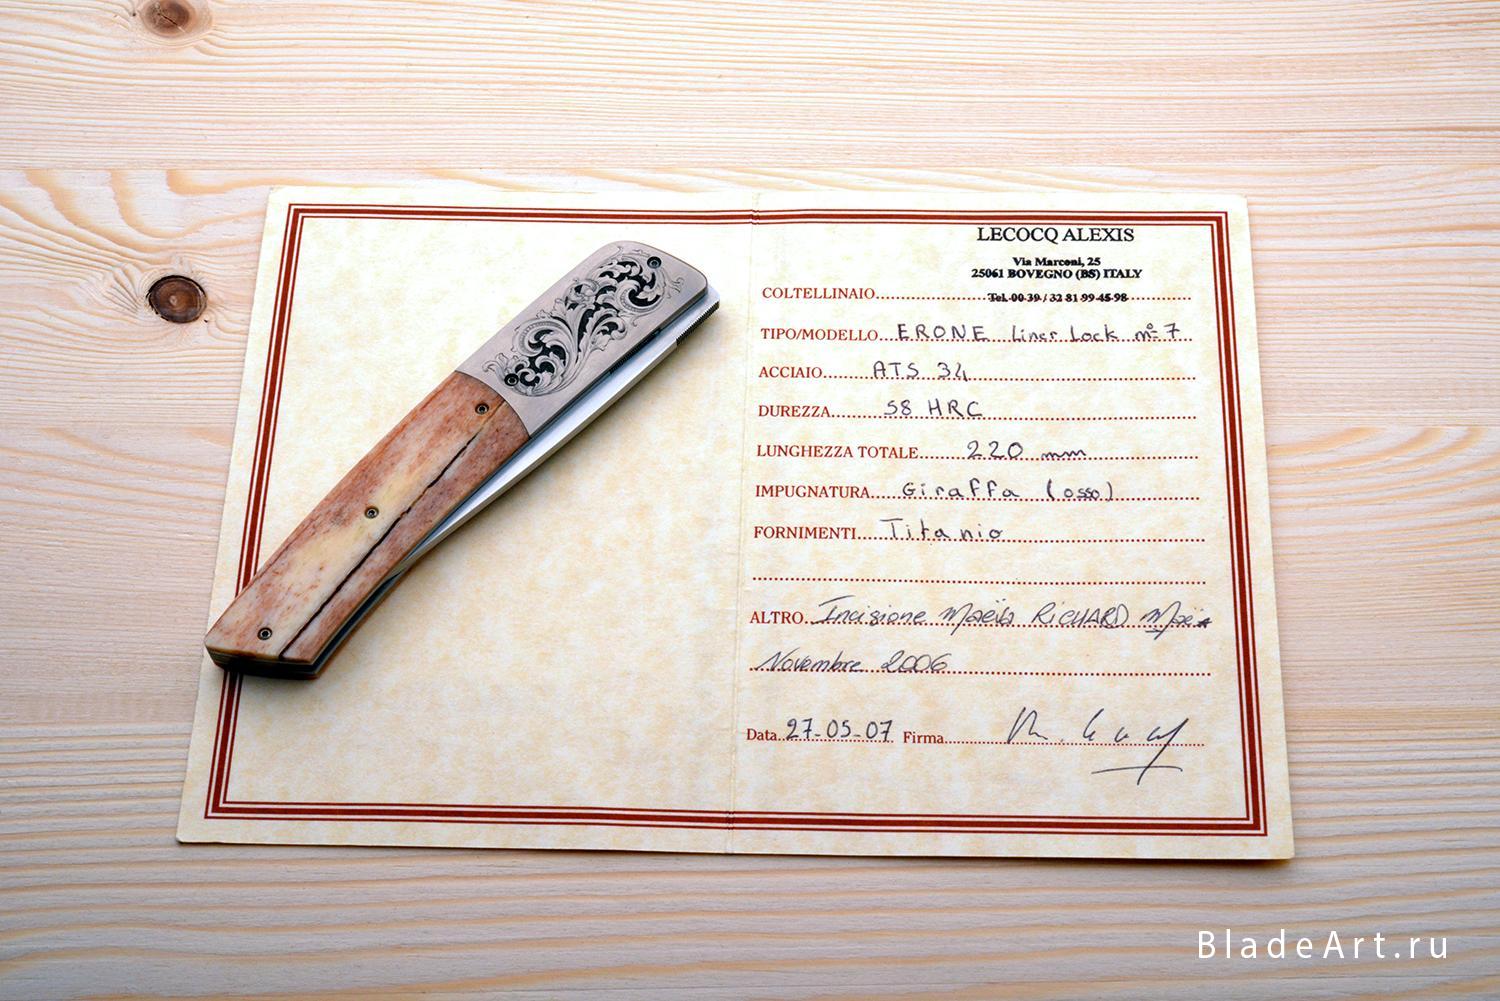 LECOCQ ALEXIS
Via Marconi, 25
25061 BOVEGNO (BS) ITALY
COLTELLINAIO Tel. 00 39 / 32 81 99 45 98
TIPO/MODELLO ERONE Liner Lock n° 7
ACCIAIO ATS 34
DUREZZA 58 HRC
LUNGHEZZA TOTALE 220 mm
IMPUGNATURA Giraffa (osso)
FORNIMENTI Titanio
ALTRO Incisione RICHARD
Novembre 2006
Data 27-05-07 Firma
BladeArt.ru